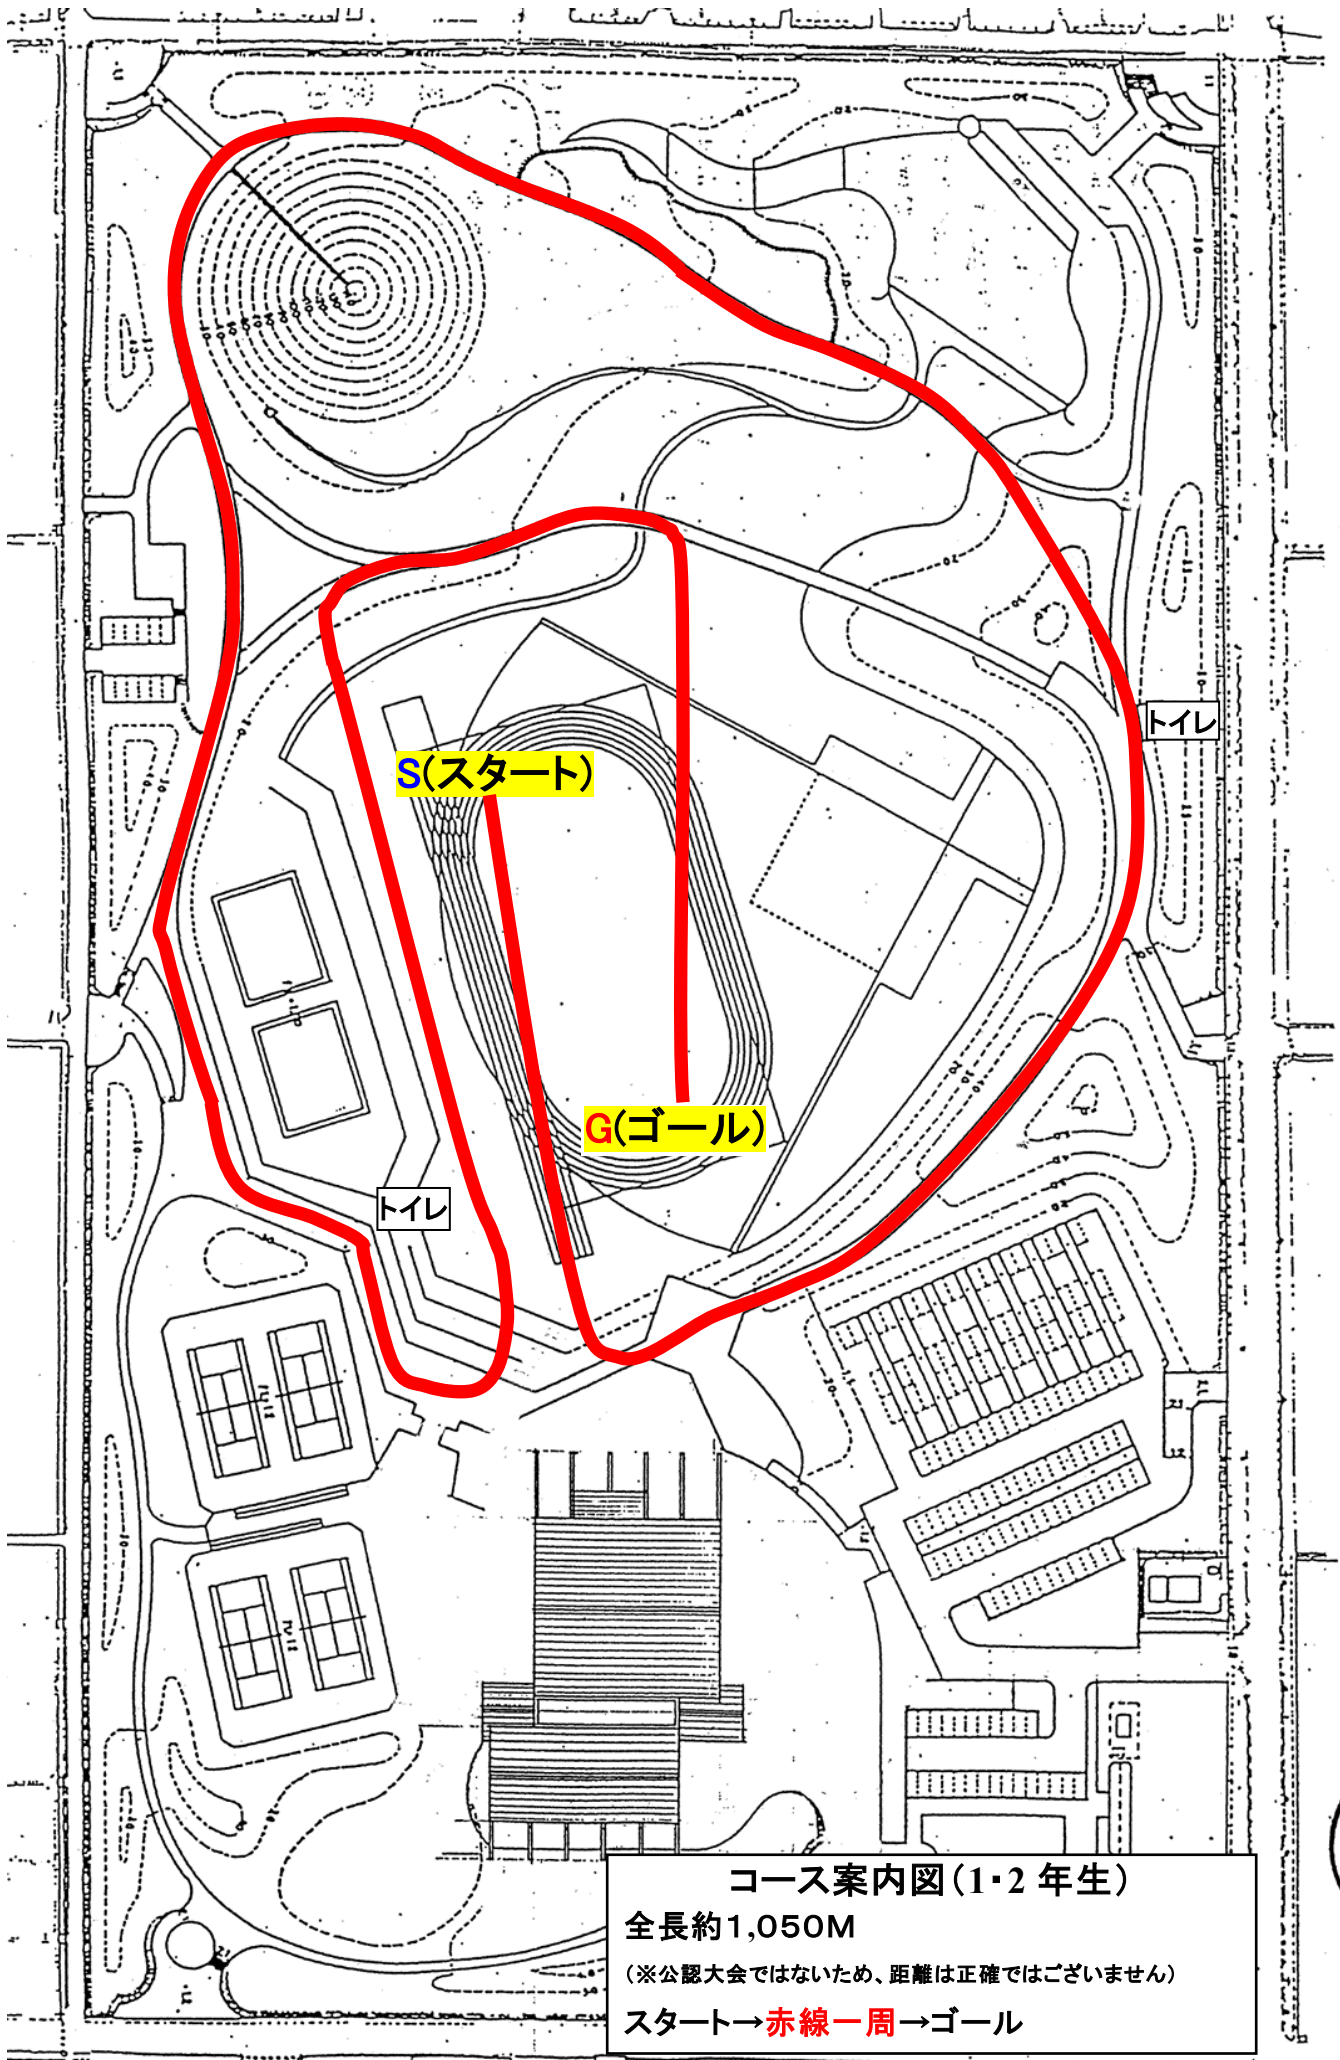 トイレ
S(スタート)
G(ゴール)
トイレ
コース案内図(1・2 年生)
全長約1,050M
(※公認大会ではないため、距離は正確ではございません)
スタート→赤線一周→ゴール